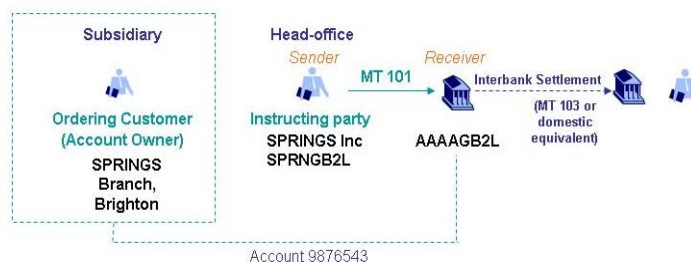 Subsidiary
Head-office
Sender
Receiver
MT 101
Interbank Settlement
(MT 103 or
domestic
equivalent)
Ordering Customer
(Account Owner)
SPRINGS
Branch,
Brighton
Instructing party
SPRINGS Inc
SPRNGB2L
AAAAGB2L
Account 9876543